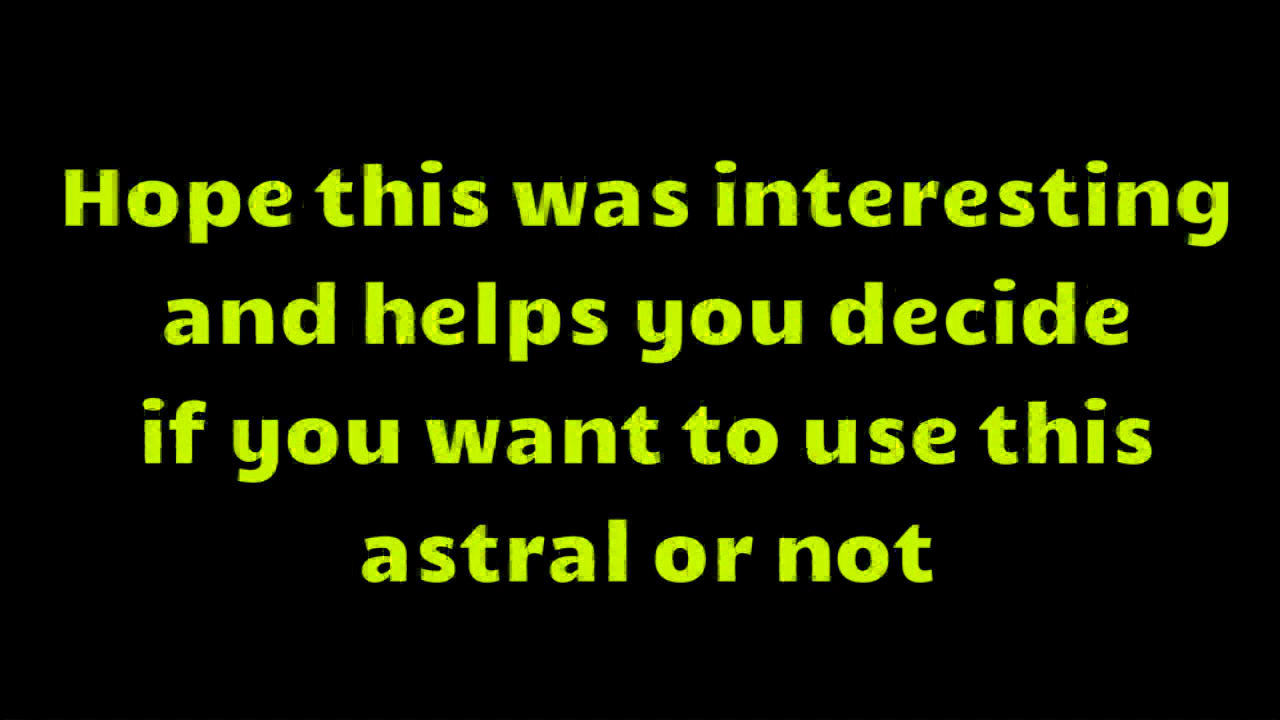 Hope this was interesting
and helps you decide
if you want to use this
astral or not